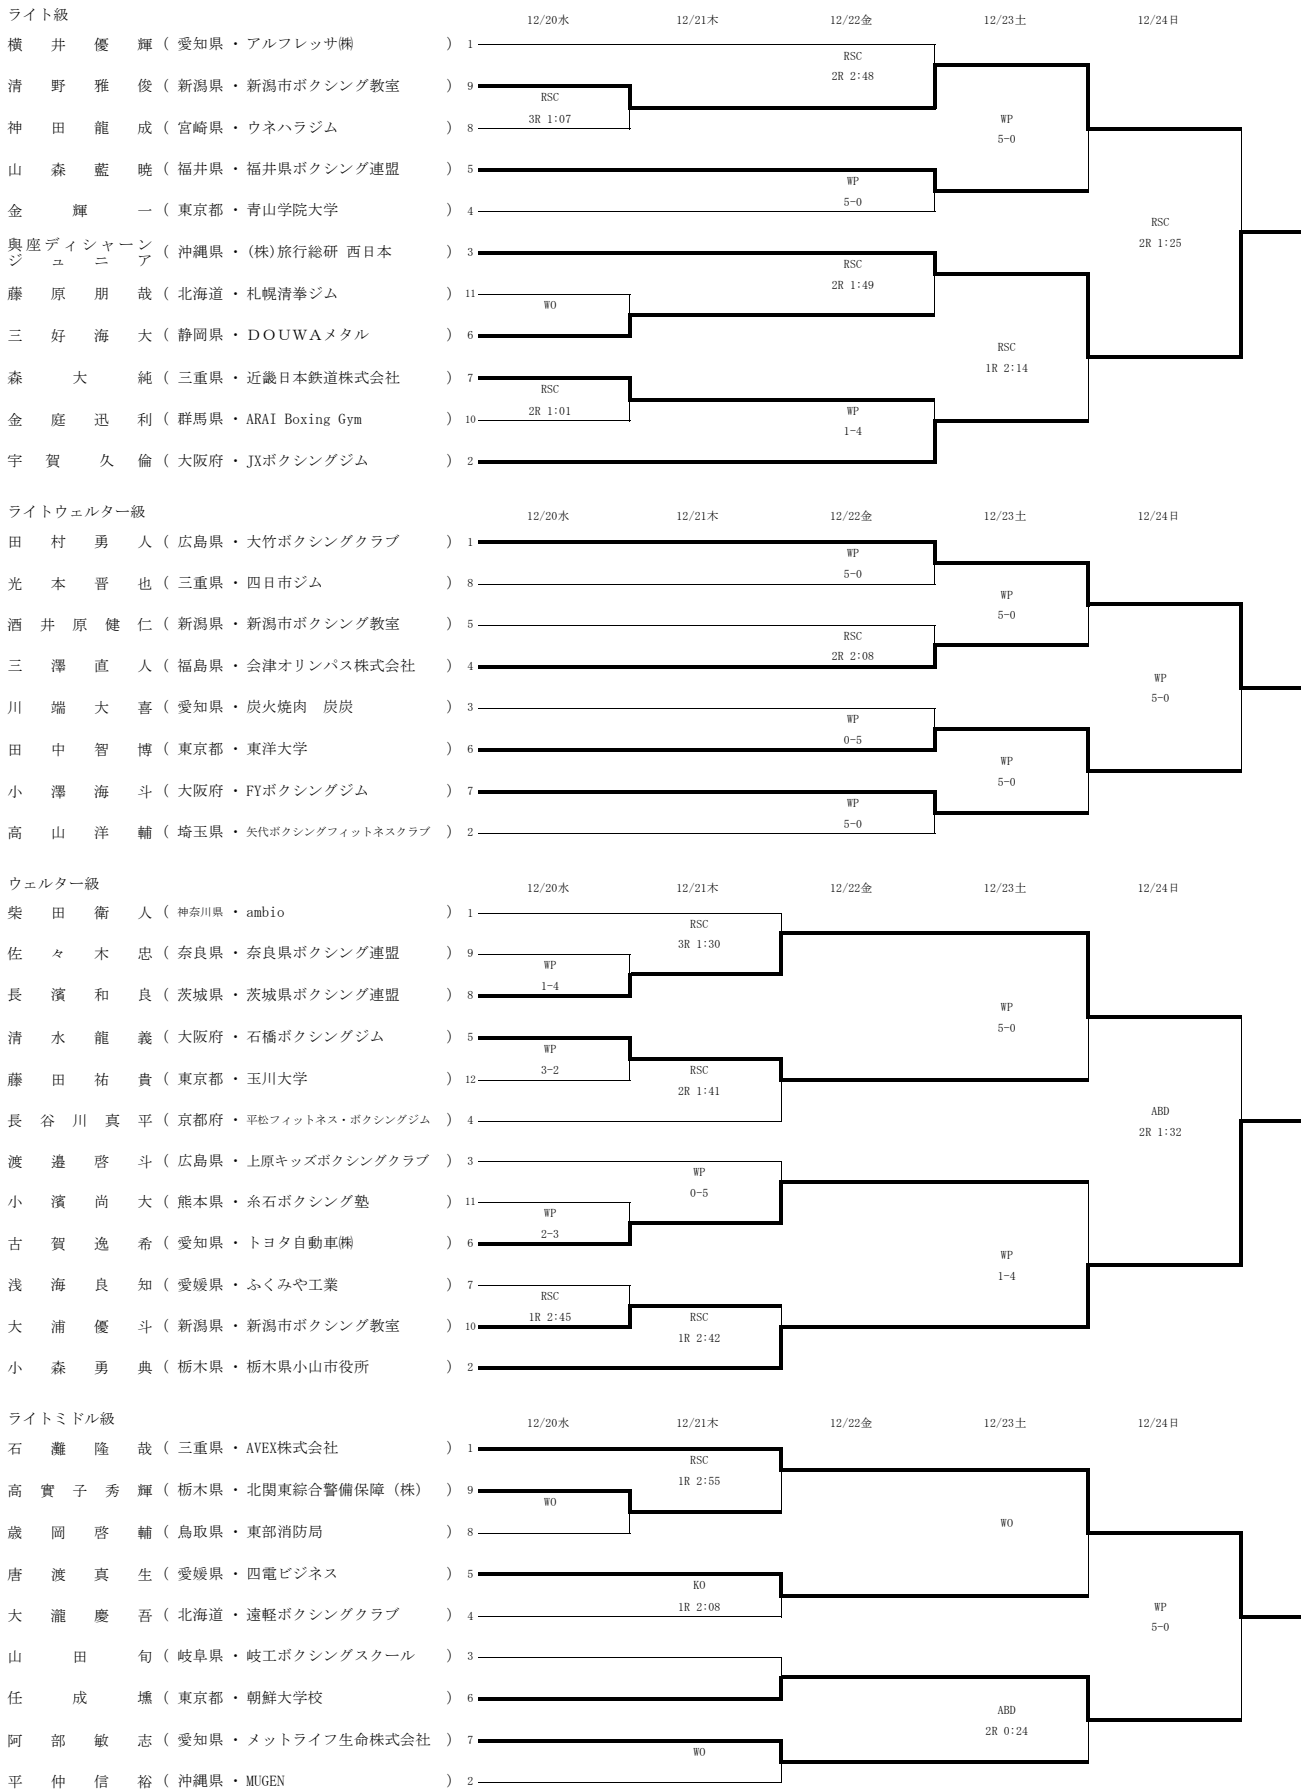 ライト級 12/20水 12/21木 12/22金 12/23土 12/24日
横井優輝 ( 愛知県 ・ アルフレッサ㈱ ) 1
RSC
2R 2:48
清野雅俊 ( 新潟県 ・ 新潟市ボクシング教室 ) 9
RSC
3R 1:07
神田龍成 ( 宮崎県 ・ ウネハラジム ) 8
WP
5-0
山森藍暁 ( 福井県 ・ 福井県ボクシング連盟 ) 5
WP
5-0
金輝一 ( 東京都 ・ 青山学院大学 ) 4
RSC
2R 1:25
與座ディシャーン
ジュニア ( 沖縄県 ・ (株)旅行総研 西日本 ) 3
RSC
2R 1:49
藤原朋哉 ( 北海道 ・ 札幌清拳ジム ) 11
WO
三好海大 ( 静岡県 ・ DOUWAメタル ) 6
RSC
1R 2:14
森大純 ( 三重県 ・ 近畿日本鉄道株式会社 ) 7
RSC
2R 1:01
金庭迅利 ( 群馬県 ・ ARAI Boxing Gym ) 10
WP
1-4
宇賀久倫 ( 大阪府 ・ JXボクシングジム ) 2
ライトウェルター級 12/20水 12/21木 12/22金 12/23土 12/24日
田村勇人 ( 広島県 ・ 大竹ボクシングクラブ ) 1
WP
5-0
光本晋也 ( 三重県 ・ 四日市ジム ) 8
WP
5-0
酒井原健仁 ( 新潟県 ・ 新潟市ボクシング教室 ) 5
RSC
2R 2:08
三澤直人 ( 福島県 ・ 会津オリンパス株式会社 ) 4
WP
5-0
川端大喜 ( 愛知県 ・ 炭火焼肉 炭炭 ) 3
WP
0-5
田中智博 ( 東京都 ・ 東洋大学 ) 6
WP
5-0
小澤海斗 ( 大阪府 ・ FYボクシングジム ) 7
WP
5-0
高山洋輔 ( 埼玉県 ・ 矢代ボクシングフィットネスクラブ ) 2
ウェルター級 12/20水 12/21木 12/22金 12/23土 12/24日
柴田衛人 ( 神奈川県 ・ ambio ) 1
RSC
3R 1:30
佐々木忠 ( 奈良県 ・ 奈良県ボクシング連盟 ) 9
WP
1-4
長濱和良 ( 茨城県 ・ 茨城県ボクシング連盟 ) 8
WP
5-0
清水龍義 ( 大阪府 ・ 石橋ボクシングジム ) 5
WP
3-2
藤田祐貴 ( 東京都 ・ 玉川大学 ) 12
RSC
2R 1:41
長谷川真平 ( 京都府 ・ 平松フィットネス・ボクシングジム ) 4
ABD
2R 1:32
渡邉啓斗 ( 広島県 ・ 上原キッズボクシングクラブ ) 3
WP
0-5
小濱尚大 ( 熊本県 ・ 糸石ボクシング塾 ) 11
WP
2-3
古賀逸希 ( 愛知県 ・ トヨタ自動車㈱ ) 6
WP
1-4
浅海良知 ( 愛媛県 ・ ふくみや工業 ) 7
RSC
1R 2:45
大浦優斗 ( 新潟県 ・ 新潟市ボクシング教室 ) 10
RSC
1R 2:42
小森勇典 ( 栃木県 ・ 栃木県小山市役所 ) 2
ライトミドル級 12/20水 12/21木 12/22金 12/23土 12/24日
石灘隆哉 ( 三重県 ・ AVEX株式会社 ) 1
RSC
1R 2:55
高實子秀輝 ( 栃木県 ・ 北関東綜合警備保障（株） ) 9
WO
歳岡啓輔 ( 鳥取県 ・ 東部消防局 ) 8
WO
唐渡真生 ( 愛媛県 ・ 四電ビジネス ) 5
KO
1R 2:08
大瀧慶吾 ( 北海道 ・ 遠軽ボクシングクラブ ) 4
WP
5-0
山田旬 ( 岐阜県 ・ 岐工ボクシングスクール ) 3
任成壎 ( 東京都 ・ 朝鮮大学校 ) 6
ABD
2R 0:24
阿部敏志 ( 愛知県 ・ メットライフ生命株式会社 ) 7
WO
平仲信裕 ( 沖縄県 ・ MUGEN ) 2